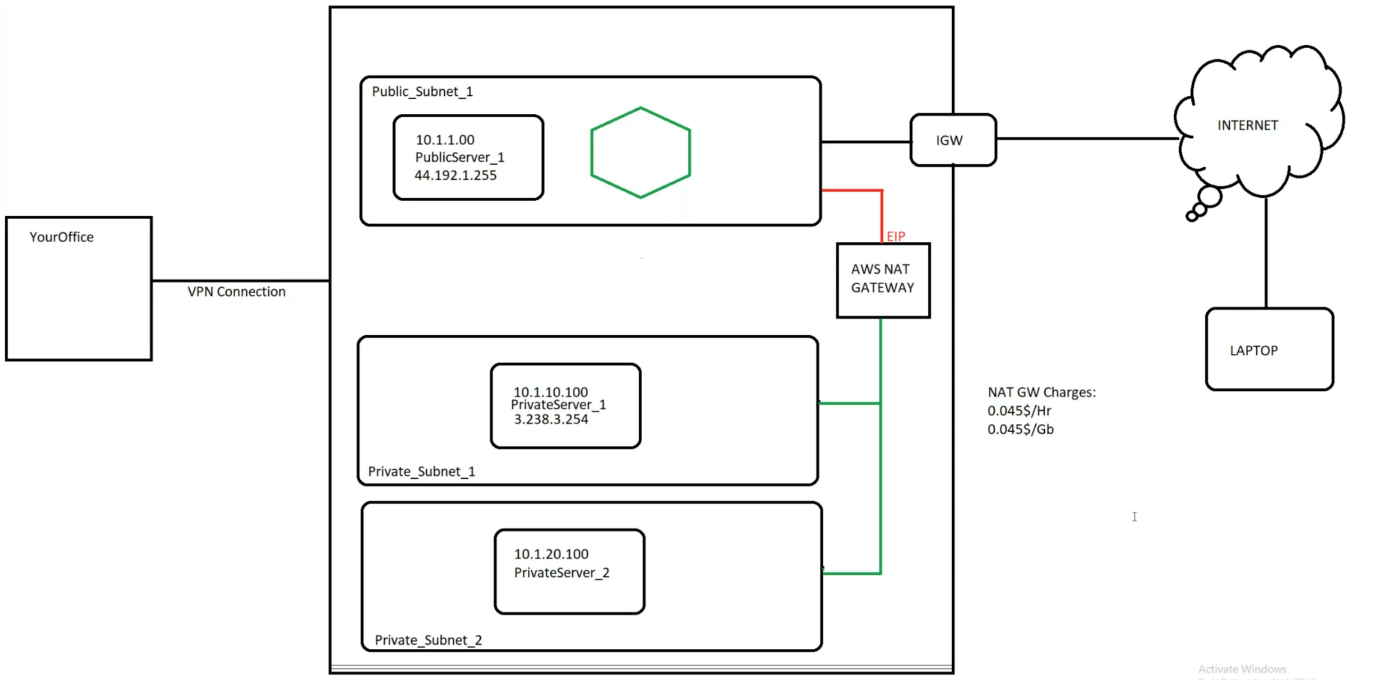 Public_Subnet_1
10.1.1.00
PublicServer_1
44.192.1.255
IGW
INTERNET
YourOffice
VPN Connection
EIP
AWS NAT
GATEWAY
LAPTOP
10.1.10.100
PrivateServer_1
3.238.3.254
Private_Subnet_1
NAT GW Charges:
0.045$/Hr
0.045$/Gb
10.1.20.100
PrivateServer_2
Private_Subnet_2
Activate Windows